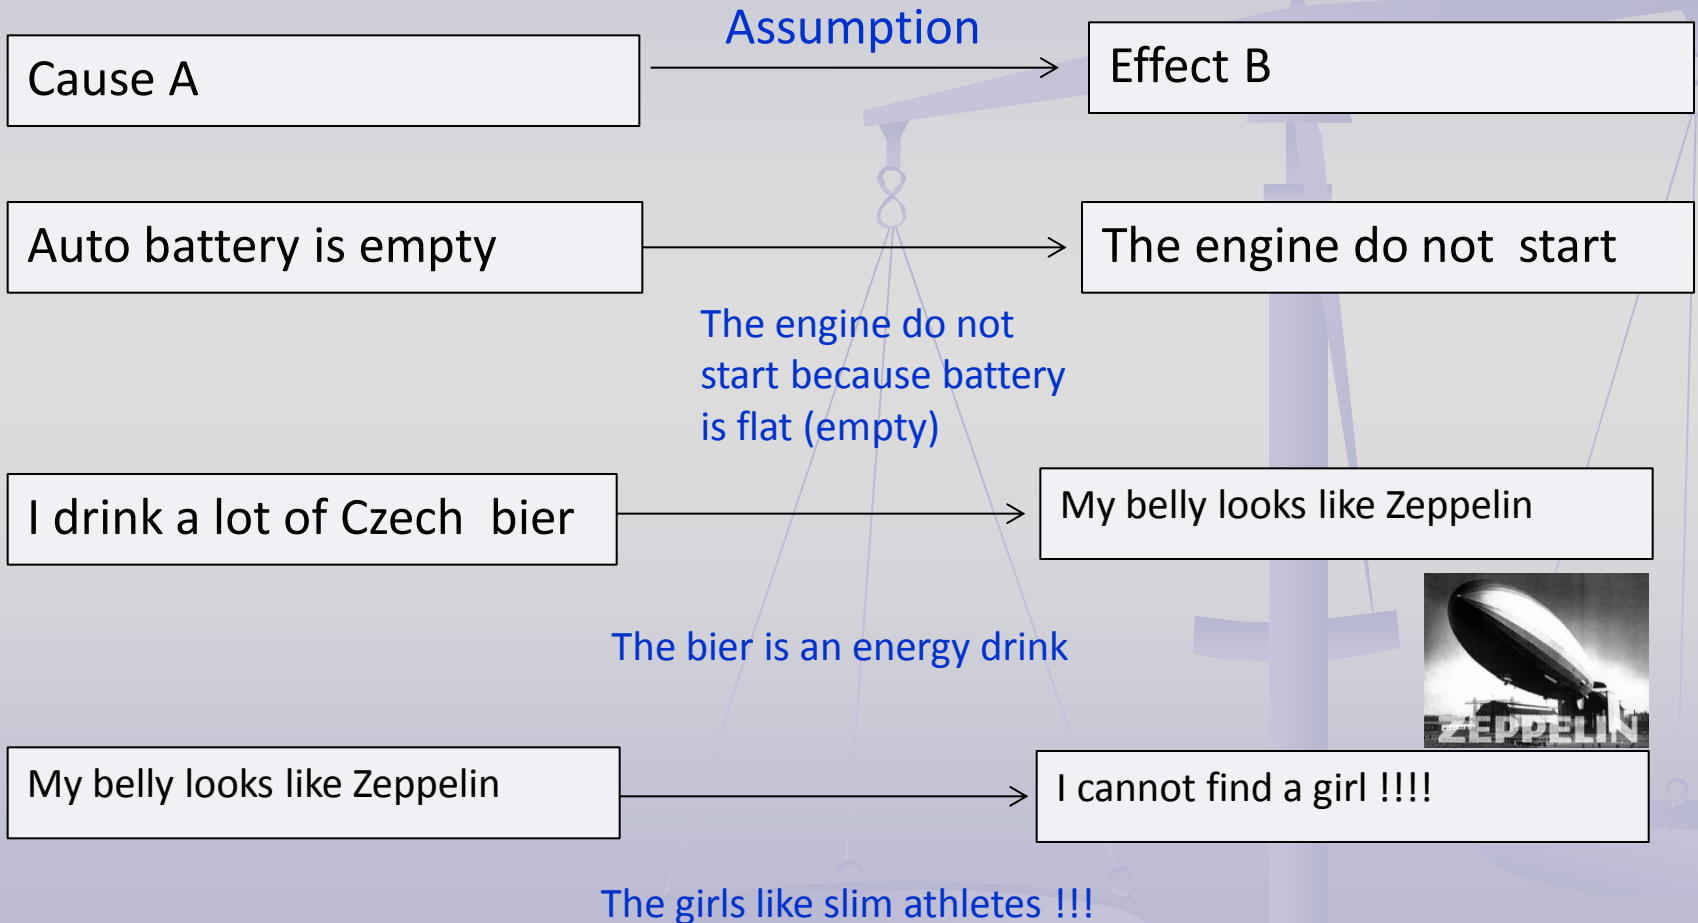 Assumption
Cause A
Effect B
Auto battery is empty
The engine do not  start
The engine do not
start because battery
is flat (empty)
I drink a lot of Czech  bier
My belly looks like Zeppelin
The bier is an energy drink
ZEPPELIN
My belly looks like Zeppelin
I cannot find a girl !!!!
The girls like slim athletes !!!